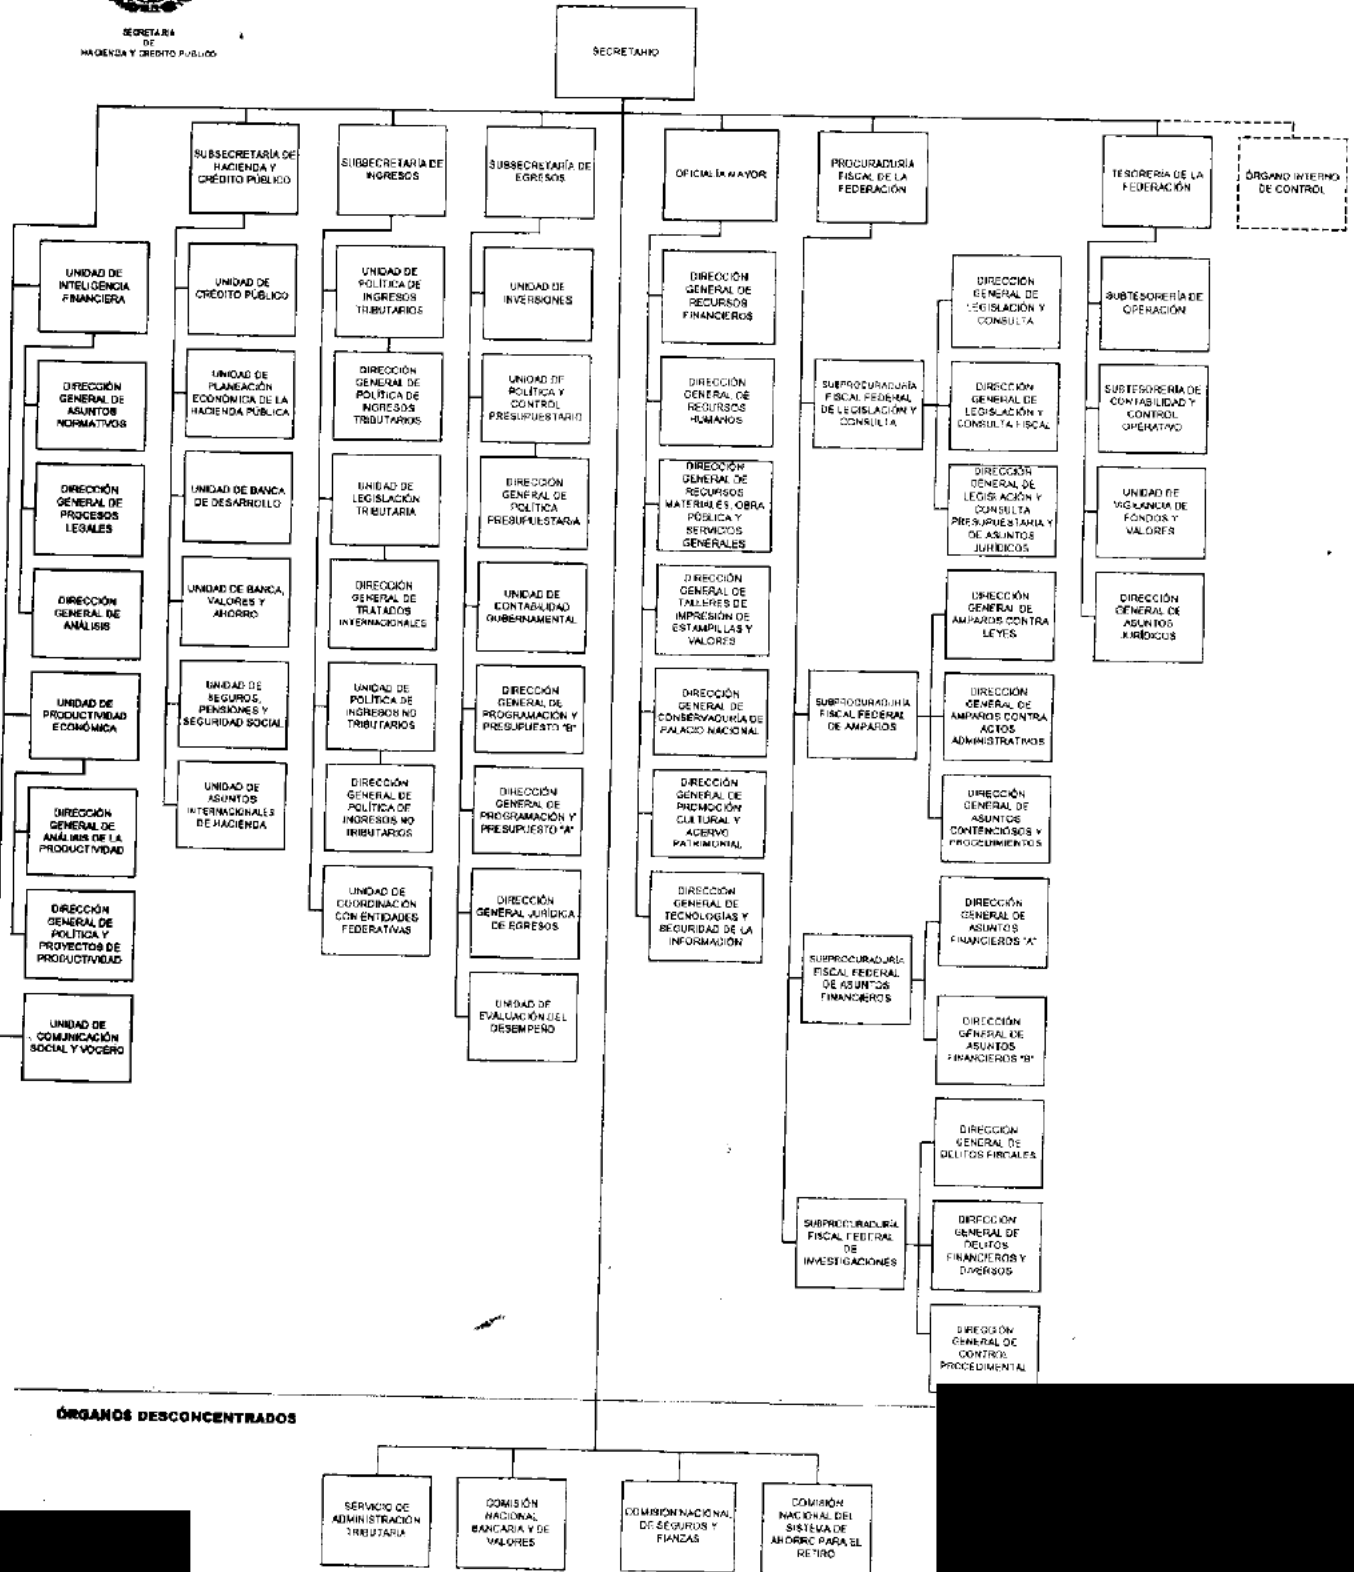 SECRETARÍA
DE
HACIENDA Y CRÉDITO PÚBLICO
SECRETARIO
SUBSECRETARÍA DE
HACIENDA Y
CRÉDITO PÚBLICO
SUBSECRETARÍA DE
INGRESOS
SUBSECRETARÍA DE
EGRESOS
OFICIALÍA MAYOR
PROCURADURÍA
FISCAL DE LA
FEDERACIÓN
TESORERÍA DE LA
FEDERACIÓN
ÓRGANO INTERNO
DE CONTROL
UNIDAD DE
INTELIGENCIA
FINANCIERA
DIRECCIÓN
GENERAL DE
ASUNTOS
NORMATIVOS
DIRECCIÓN
GENERAL DE
PROCESOS
LEGALES
DIRECCIÓN
GENERAL DE
ANÁLISIS
UNIDAD DE
PRODUCTIVIDAD
ECONÓMICA
DIRECCIÓN
GENERAL DE
ANÁLISIS DE LA
PRODUCTIVIDAD
DIRECCIÓN
GENERAL DE
POLÍTICA Y
PROYECTOS DE
PRODUCTIVIDAD
UNIDAD DE
COMUNICACIÓN
SOCIAL Y VOCERO
UNIDAD DE
CRÉDITO PÚBLICO
UNIDAD DE
PLANEACIÓN
ECONÓMICA DE LA
HACIENDA PÚBLICA
UNIDAD DE BANCA
DE DESARROLLO
UNIDAD DE BANCA,
VALORES Y
AHORRO
UNIDAD DE
SEGUROS,
PENSIONES Y
SEGURIDAD SOCIAL
UNIDAD DE
ASUNTOS
INTERNACIONALES
DE HACIENDA
UNIDAD DE
POLÍTICA DE
INGRESOS
TRIBUTARIOS
DIRECCIÓN
GENERAL DE
POLÍTICA DE
INGRESOS
TRIBUTARIOS
UNIDAD DE
LEGISLACIÓN
TRIBUTARIA
DIRECCIÓN
GENERAL DE
TRATADOS
INTERNACIONALES
UNIDAD DE
POLÍTICA DE
INGRESOS NO
TRIBUTARIOS
DIRECCIÓN
GENERAL DE
POLÍTICA DE
INGRESOS NO
TRIBUTARIOS
UNIDAD DE
COORDINACIÓN
CON ENTIDADES
FEDERATIVAS
UNIDAD DE
INVERSIONES
UNIDAD DE
POLÍTICA Y
CONTROL
PRESUPUESTARIO
DIRECCIÓN
GENERAL DE
POLÍTICA
PRESUPUESTARIA
UNIDAD DE
CONTABILIDAD
GUBERNAMENTAL
DIRECCIÓN
GENERAL DE
PROGRAMACIÓN Y
PRESUPUESTO "B"
DIRECCIÓN
GENERAL DE
PROGRAMACIÓN Y
PRESUPUESTO "A"
DIRECCIÓN
GENERAL JURÍDICA
DE EGRESOS
UNIDAD DE
EVALUACIÓN DEL
DESEMPEÑO
DIRECCIÓN
GENERAL DE
RECURSOS
FINANCIEROS
DIRECCIÓN
GENERAL DE
RECURSOS
HUMANOS
DIRECCIÓN
GENERAL DE
RECURSOS
MATERIALES, OBRA
PÚBLICA Y
SERVICIOS
GENERALES
DIRECCIÓN
GENERAL DE
TALLERES DE
IMPRESIÓN DE
ESTAMPILLAS Y
VALORES
DIRECCIÓN
GENERAL DE
CONSERVADURÍA DE
PALACIO NACIONAL
DIRECCIÓN
GENERAL DE
PROMOCIÓN
CULTURAL Y
ACERVO
PATRIMONIAL
DIRECCIÓN
GENERAL DE
TECNOLOGÍAS Y
SEGURIDAD DE LA
INFORMACIÓN
SUBPROCURADURÍA
FISCAL FEDERAL
DE LEGISLACIÓN Y
CONSULTA
DIRECCIÓN
GENERAL DE
LEGISLACIÓN Y
CONSULTA
DIRECCIÓN
GENERAL DE
LEGISLACIÓN Y
CONSULTA FISCAL
DIRECCIÓN
GENERAL DE
LEGISLACIÓN Y
CONSULTA
PRESUPUESTARIA Y
DE ASUNTOS
JURÍDICOS
SUBPROCURADURÍA
FISCAL FEDERAL
DE AMPAROS
DIRECCIÓN
GENERAL DE
AMPAROS CONTRA
LEYES
DIRECCIÓN
GENERAL DE
AMPAROS CONTRA
ACTOS
ADMINISTRATIVOS
DIRECCIÓN
GENERAL DE
ASUNTOS
CONTENCIOSOS Y
PROCEDIMIENTOS
SUBPROCURADURÍA
FISCAL FEDERAL
DE ASUNTOS
FINANCIEROS
DIRECCIÓN
GENERAL DE
ASUNTOS
FINANCIEROS "A"
DIRECCIÓN
GENERAL DE
ASUNTOS
FINANCIEROS "B"
SUBPROCURADURÍA
FISCAL FEDERAL
DE
INVESTIGACIONES
DIRECCIÓN
GENERAL DE
DELITOS FISCALES
DIRECCIÓN
GENERAL DE
DELITOS
FINANCIEROS Y
DIVERSOS
DIRECCIÓN
GENERAL DE
CONTROL
PROCEDIMENTAL
SUBTESORERÍA DE
OPERACIÓN
SUBTESORERÍA DE
CONTABILIDAD Y
CONTROL
OPERATIVO
UNIDAD DE
VIGILANCIA DE
FONDOS Y
VALORES
DIRECCIÓN
GENERAL DE
ASUNTOS
JURÍDICOS
ÓRGANOS DESCONCENTRADOS
SERVICIO DE
ADMINISTRACIÓN
TRIBUTARIA
COMISIÓN
NACIONAL
BANCARIA Y DE
VALORES
COMISIÓN NACIONAL
DE SEGUROS Y
FIANZAS
COMISIÓN
NACIONAL DEL
SISTEMA DE
AHORRO PARA EL
RETIRO